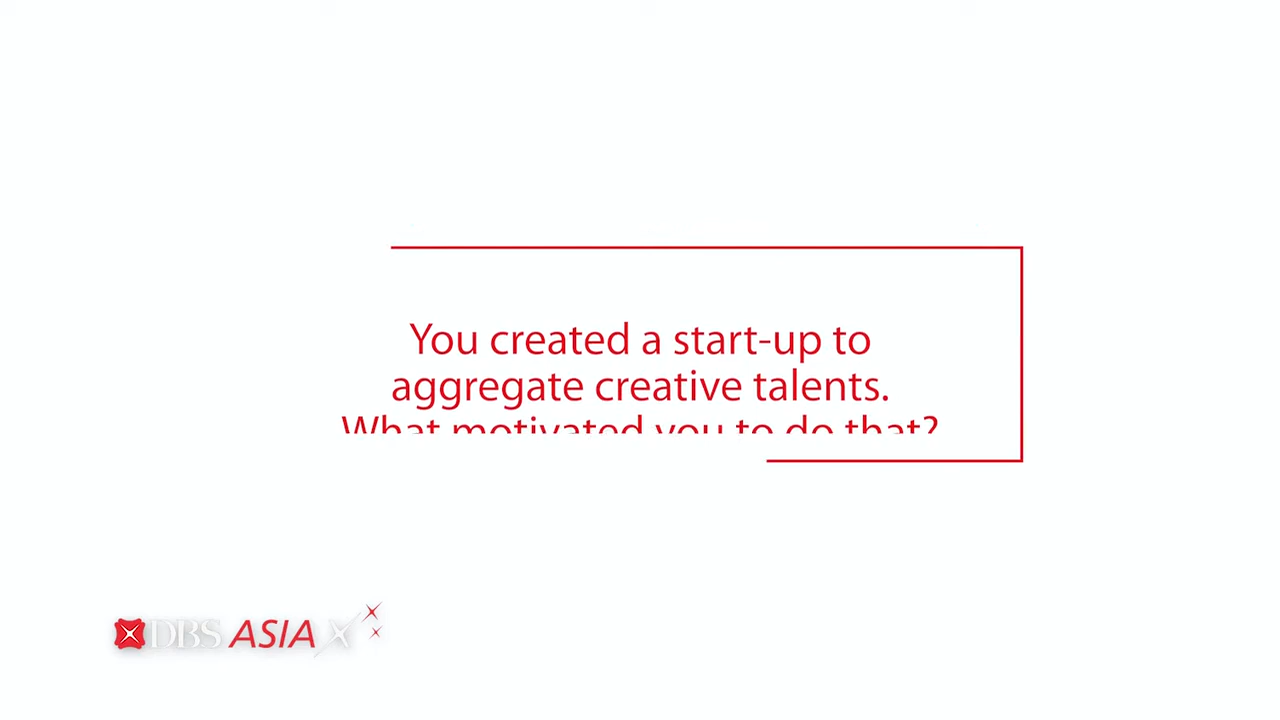 You created a start-up to
aggregate creative talents.
What motivated you to do that?
DBS ASIA X